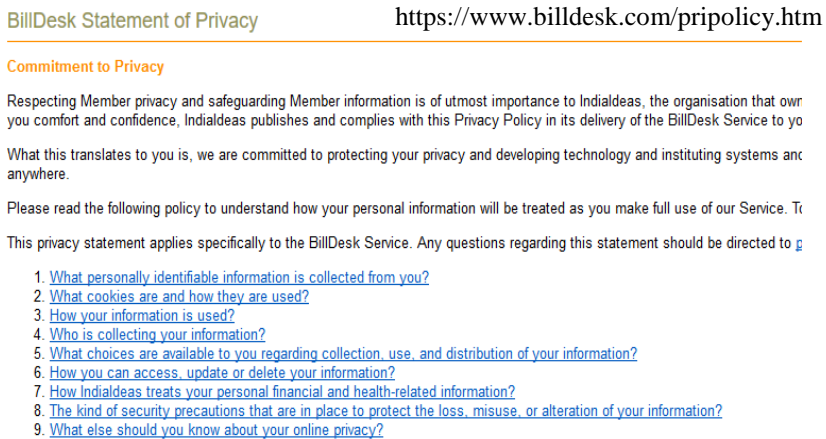 BillDesk Statement of Privacy https://www.billdesk.com/pripolicy.htm
Commitment to Privacy
Respecting Member privacy and safeguarding Member information is of utmost importance to IndiaIdeas, the organisation that own
you comfort and confidence, IndiaIdeas publishes and complies with this Privacy Policy in its delivery of the BillDesk Service to yo
What this translates to you is, we are committed to protecting your privacy and developing technology and instituting systems and
anywhere.
Please read the following policy to understand how your personal information will be treated as you make full use of our Service. To
This privacy statement applies specifically to the BillDesk Service. Any questions regarding this statement should be directed to p
1. What personally identifiable information is collected from you?
2. What cookies are and how they are used?
3. How your information is used?
4. Who is collecting your information?
5. What choices are available to you regarding collection, use, and distribution of your information?
6. How you can access, update or delete your information?
7. How IndiaIdeas treats your personal financial and health-related information?
8. The kind of security precautions that are in place to protect the loss, misuse, or alteration of your information?
9. What else should you know about your online privacy?